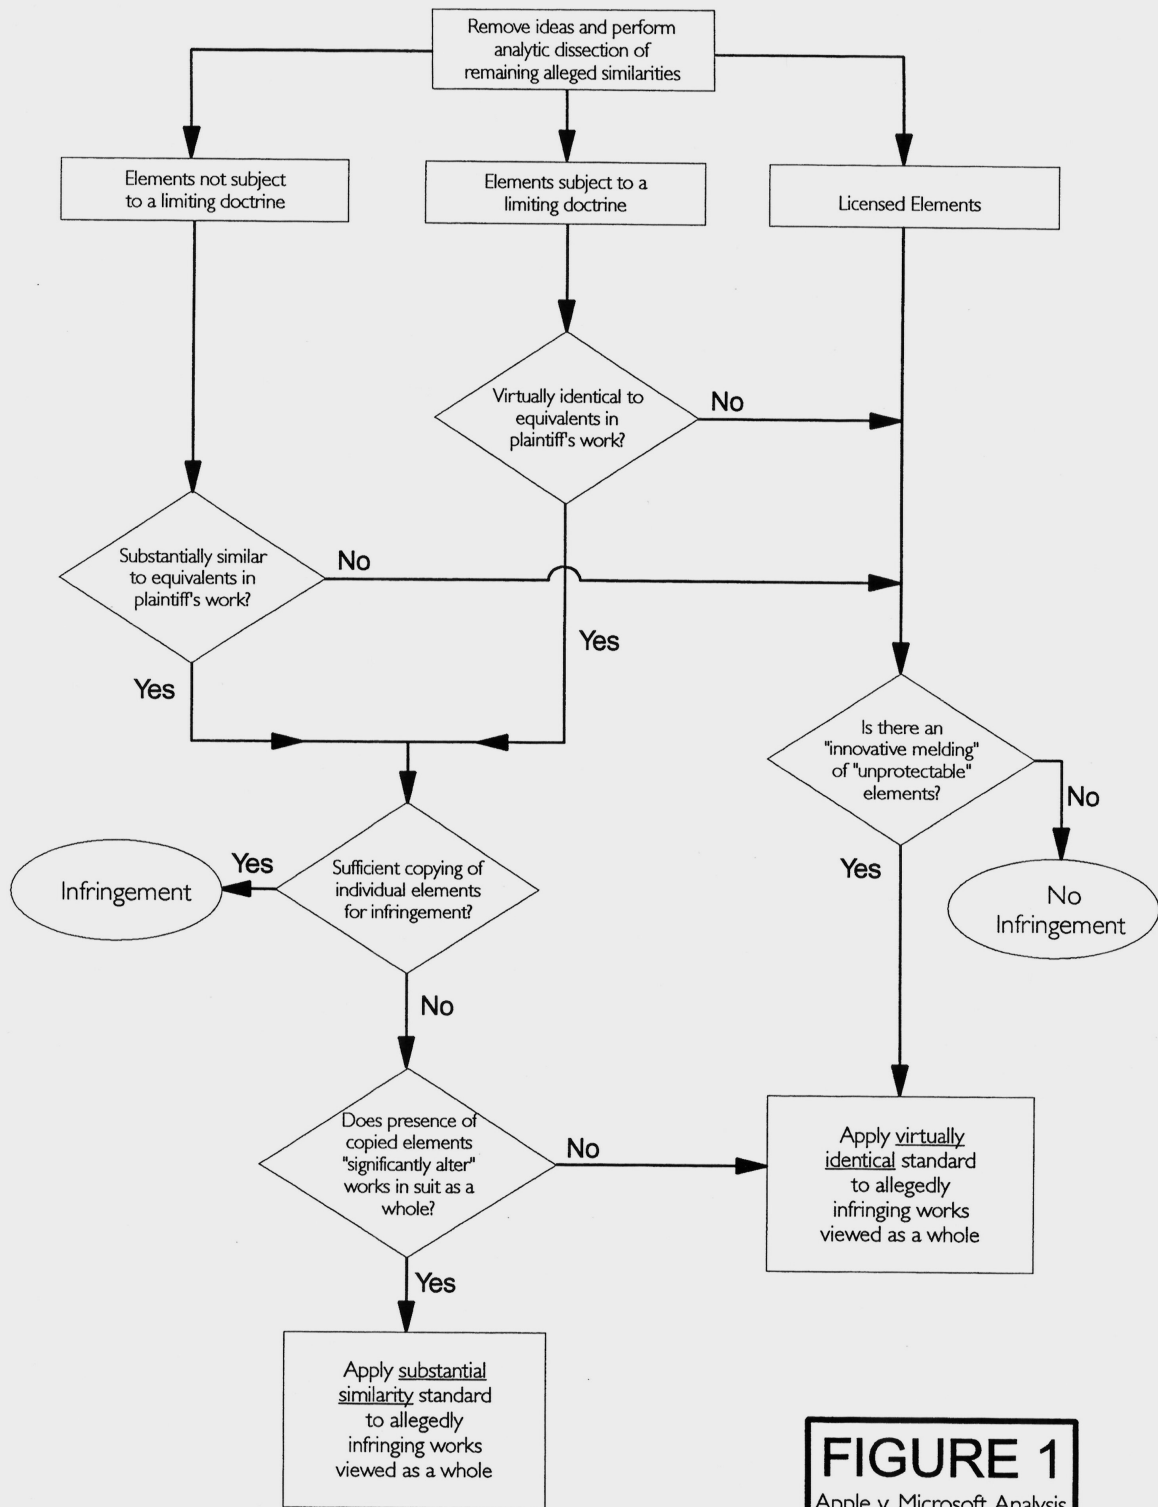 Remove ideas and perform
analytic dissection of
remaining alleged similarities
Elements not subject
to a limiting doctrine
Elements subject to a
limiting doctrine
Licensed Elements
Virtually identical to
equivalents in
plaintiff's work?
No
Substantially similar
to equivalents in
plaintiff's work?
No
Yes
Yes
Is there an
"innovative melding"
of "unprotectable"
elements?
No
Yes
Infringement
Yes
Sufficient copying of
individual elements
for infringement?
No
Infringement
No
Does presence of
copied elements
"significantly alter"
works in suit as a
whole?
No
Apply virtually
identical standard
to allegedly
infringing works
viewed as a whole
Yes
Apply substantial
similarity standard
to allegedly
infringing works
viewed as a whole
FIGURE 1
Apple v. Microsoft Analysis